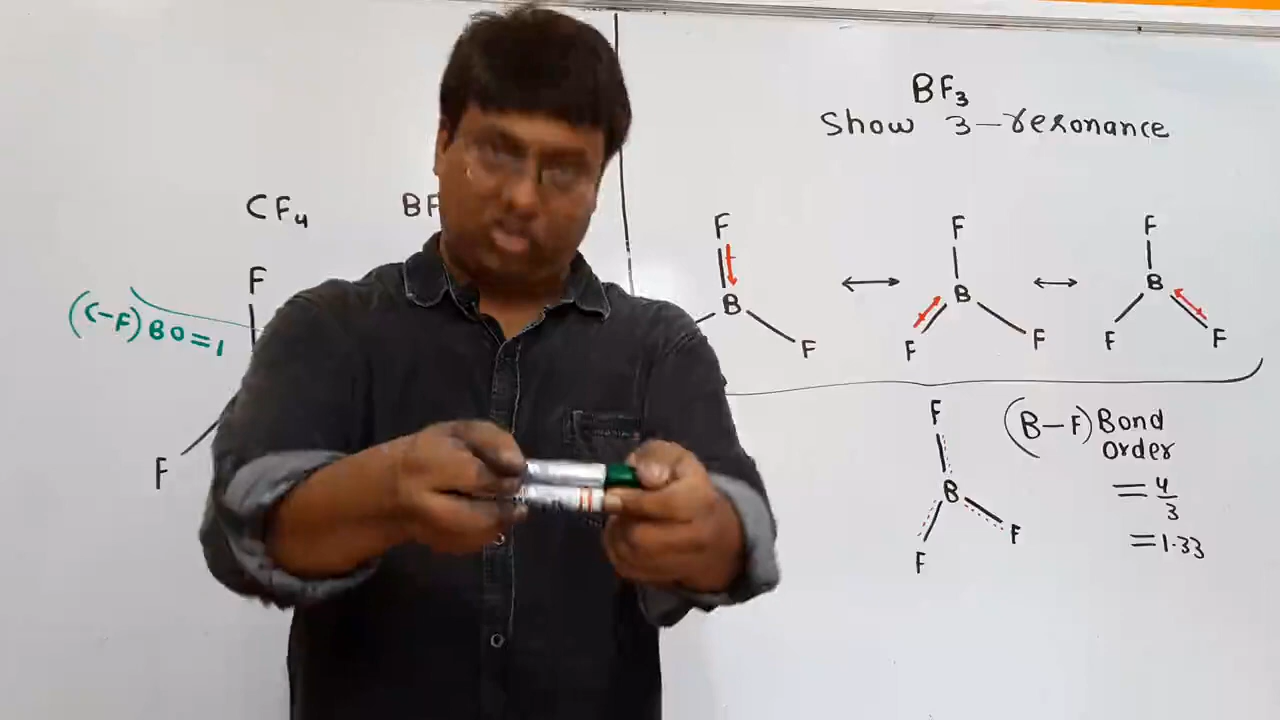 BF₃
Show 3-resonance
CF₄
BF
F
(C-F) BO = 1
F
F
B
F
F
B
F
F
F
B
F
F
F
B
F
F
(B-F) Bond
Order
= 4/3
= 1.33